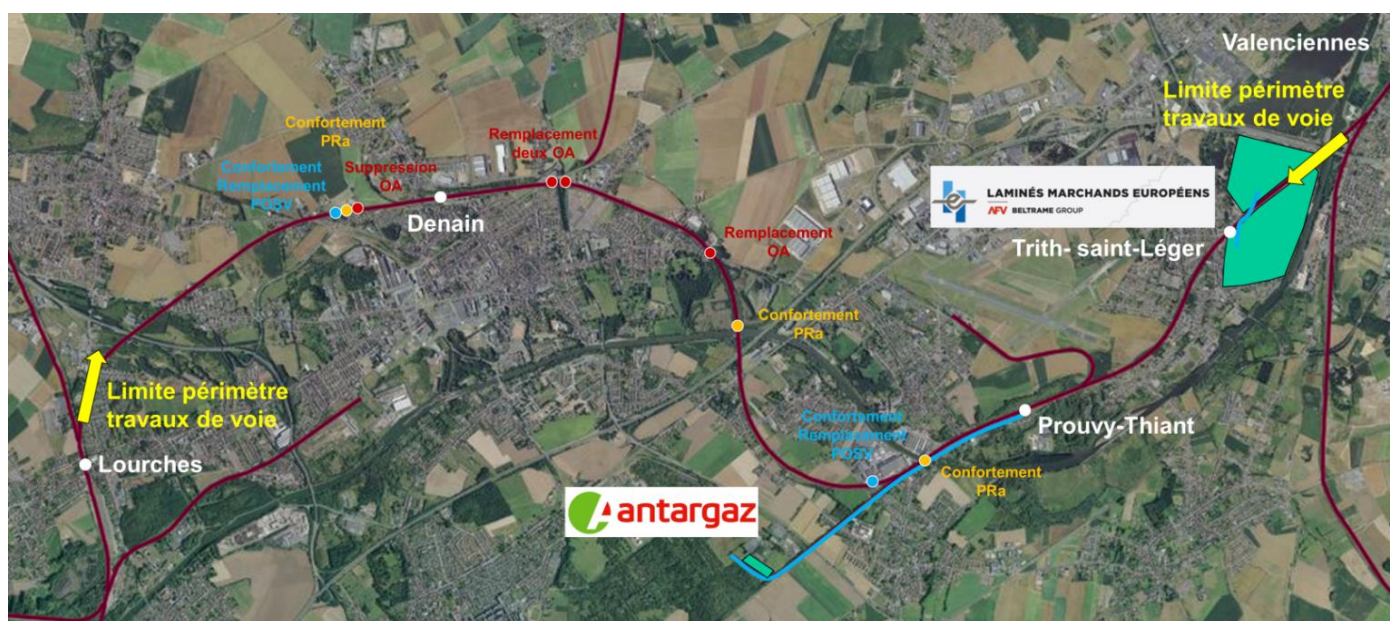 Valenciennes
Limite périmètre
travaux de voie
Confortement
PRa
Remplacement
deux OA
Confortement
Remplacement
POSV
Suppression
OA
Denain
LAMINÉS MARCHANDS EUROPÉENS
AFV BELTRAME GROUP
Trith- saint-Léger
Remplacement
OA
Confortement
PRa
Limite périmètre
travaux de voie
Confortement
Remplacement
POSV
Prouvy-Thiant
Lourches
Confortement
PRa
antargaz